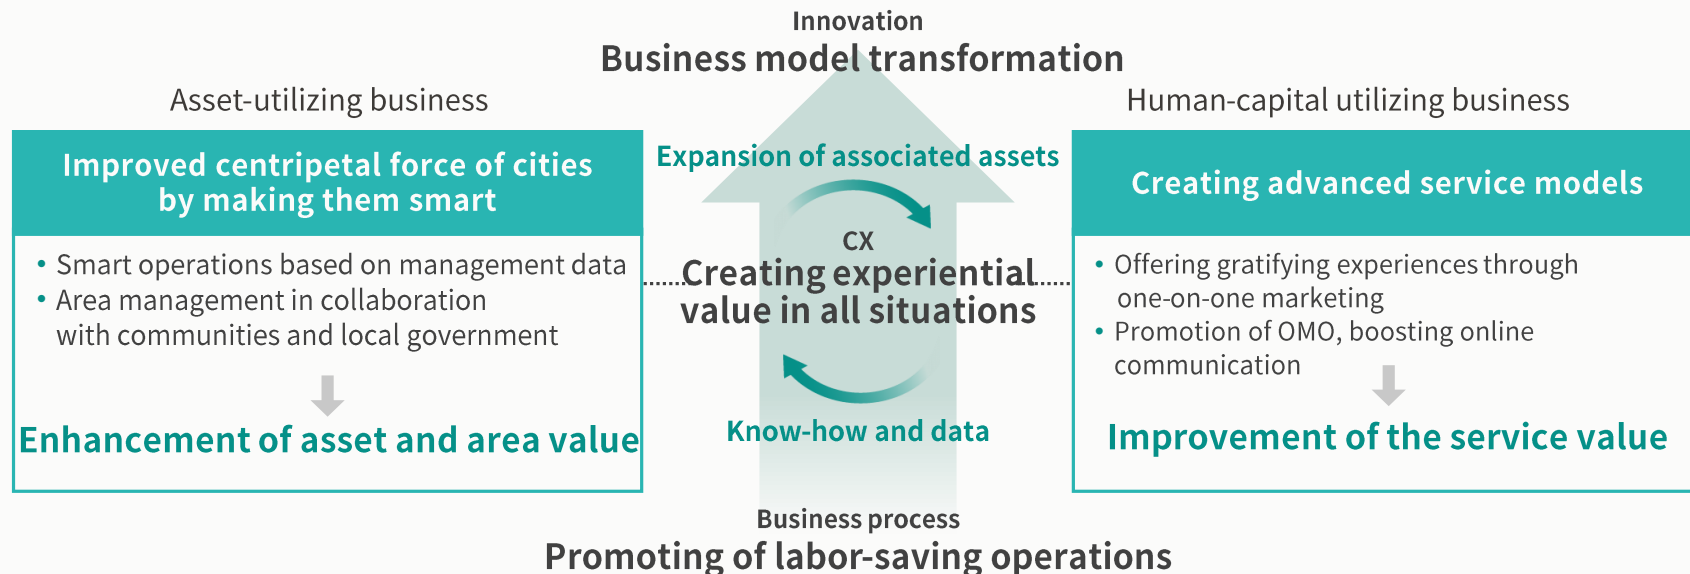 Innovation
Business model transformation
Asset-utilizing business
Improved centripetal force of cities
by making them smart
• Smart operations based on management data
• Area management in collaboration
with communities and local government
Enhancement of asset and area value
Expansion of associated assets
CX
Creating experiential
value in all situations
Know-how and data
Human-capital utilizing business
Creating advanced service models
• Offering gratifying experiences through
one-on-one marketing
• Promotion of OMO, boosting online
communication
Improvement of the service value
Business process
Promoting of labor-saving operations